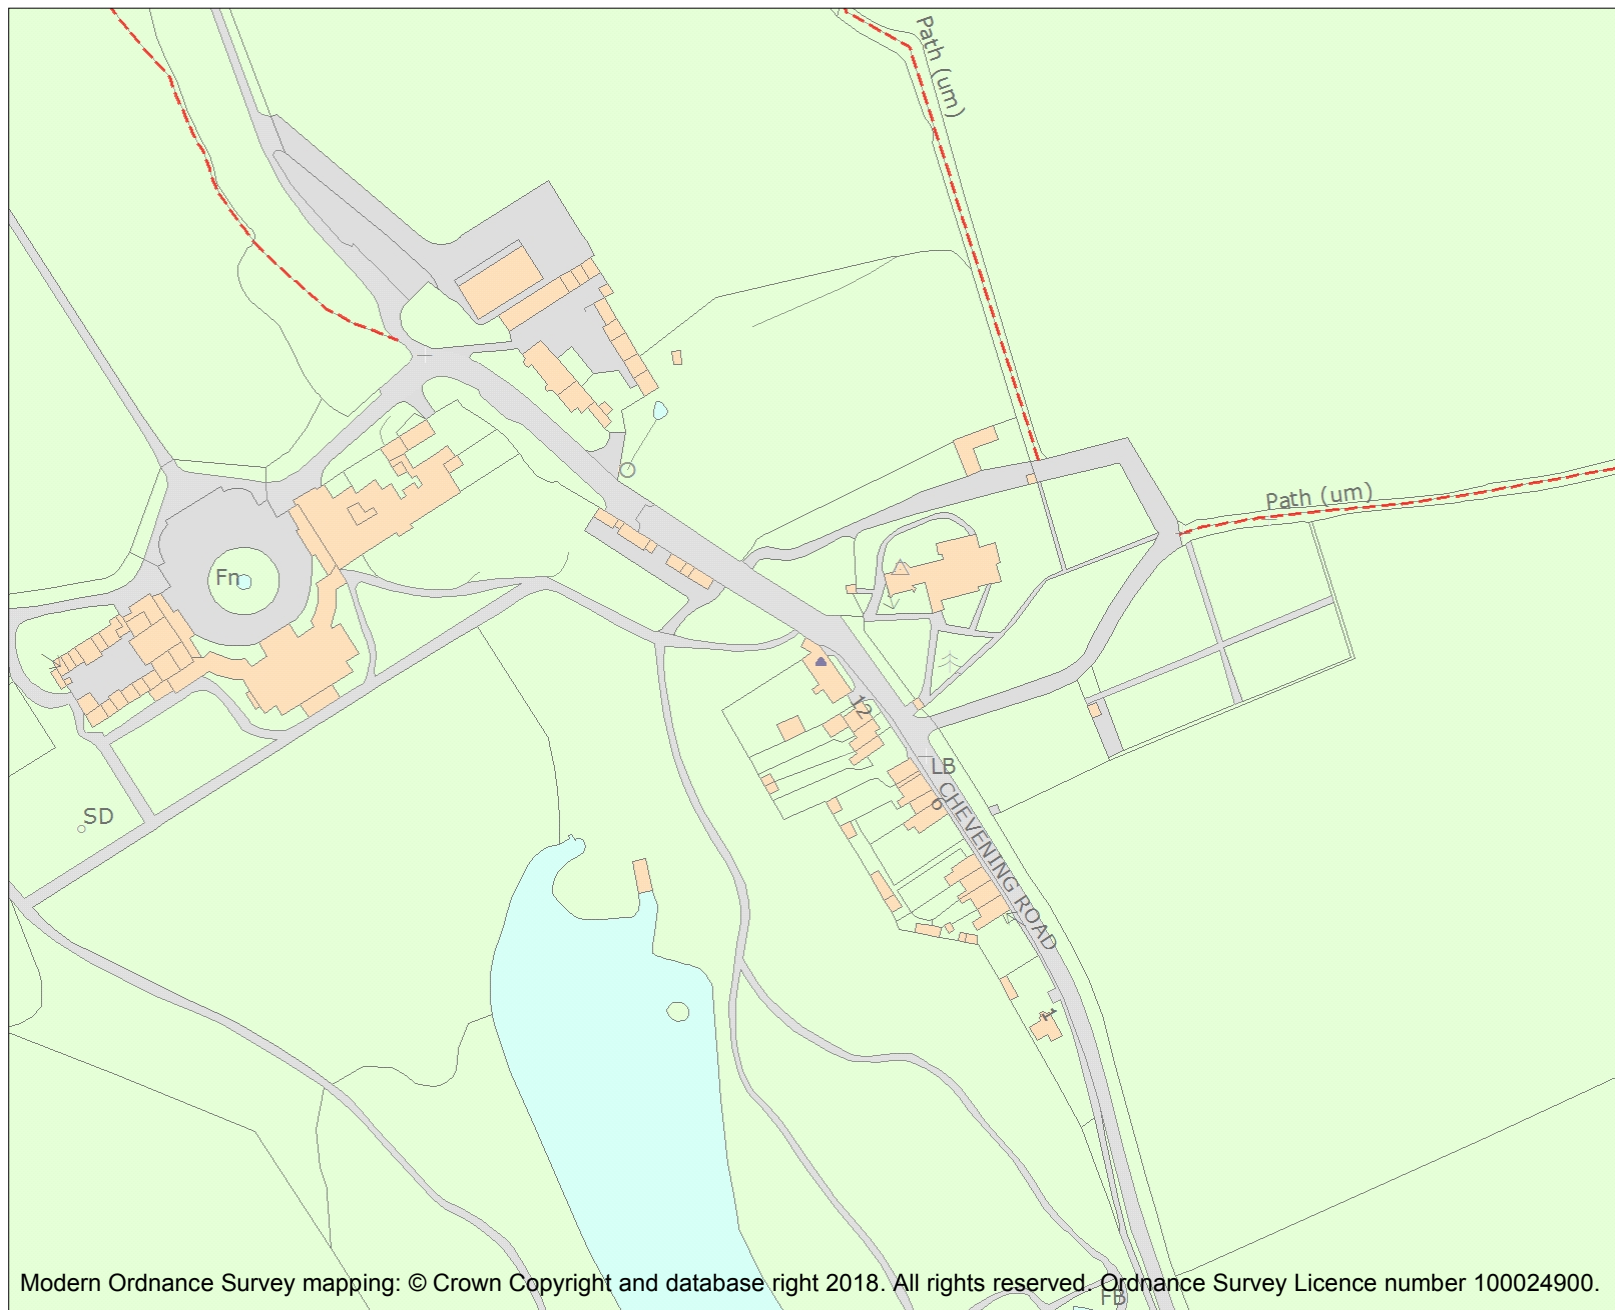 Path (um)
Path (um)
Fn
12
LB
6
CHEVENING ROAD
SD
1
Modern Ordnance Survey mapping: © Crown Copyright and database right 2018. All rights reserved. Ordnance Survey Licence number 100024900.
FB